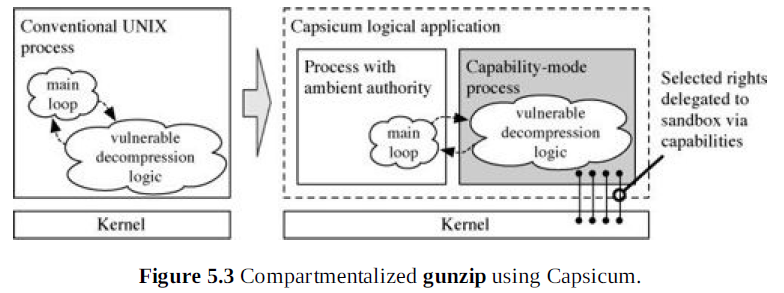 Conventional UNIX
process
main
loop
vulnerable
decompression
logic
Kernel
Capsicum logical application
Process with
ambient authority
main
loop
Capability-mode
process
vulnerable
decompression
logic
Kernel
Selected rights
delegated to
sandbox via
capabilities
Figure 5.3 Compartmentalized gunzip using Capsicum.